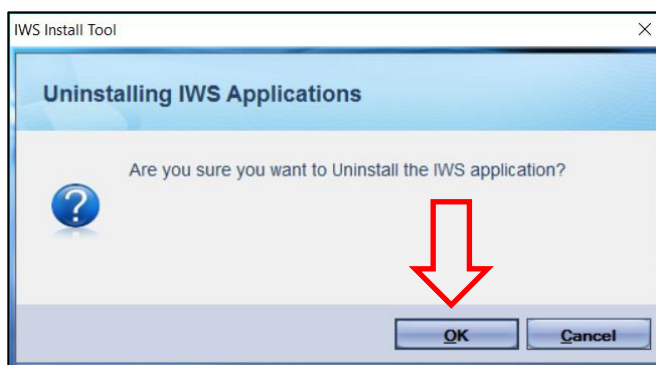 IWS Install Tool
Uninstalling IWS Applications
Are you sure you want to Uninstall the IWS application?
OK
Cancel